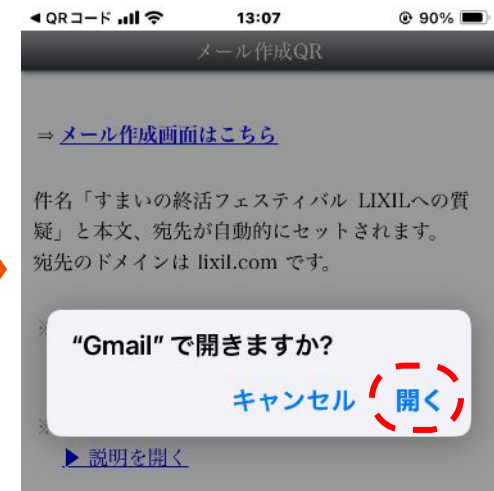 ◀QRコード 13:07 90%
メール作成QR
⇒ メール作成画面はこちら
件名「すまいの終活フェスティバル LIXILへの質
疑」と本文、宛先が自動的にセットされます。
宛先のドメインは lixil.com です。
※
“Gmail” で開きますか?
キャンセル 開く
※
▶ 説明を開く